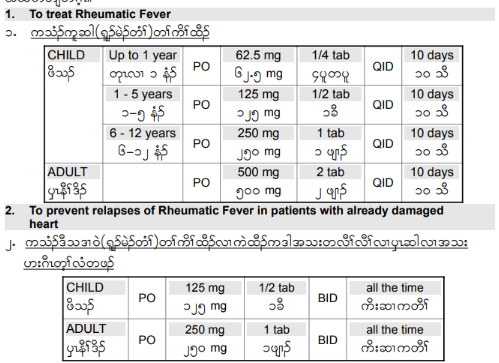 1. To treat Rheumatic Fever
၁. ကသံၣ်ကူဆါ(ရူၣ်မဲၣ်တံၢ်)တၢ်ကိၢ်ထီၣ်
CHILD Up to 1 year PO 62.5 mg 1/4 tab QID 10 days
ဖိသၣ် တုၤလၢ ၁ နံၣ် ၆၂.၅ mg ၄ပူတပူ ၁၀ သီ
1 - 5 years PO 125 mg 1/2 tab QID 10 days
၁–၅ နံၣ် ၁၂၅ mg ၁ခီ ၁၀ သီ
6 - 12 years PO 250 mg 1 tab QID 10 days
၆–၁၂ နံၣ် ၂၅၀ mg ၁ ဖျၢၣ် ၁၀ သီ
ADULT PO 500 mg 2 tab QID 10 days
ပှၤနီၢ်ဒိၣ် ၅၀၀ mg ၂ ဖျၢၣ် ၁၀ သီ
2. To prevent relapses of Rheumatic Fever in patients with already damaged
heart
၂. ကသံၣ်ဒီသဒၢဝဲ(ရူၣ်မဲၣ်တံၢ်)တၢ်ကိၢ်ထီၣ်လၢကဲထီၣ်ကဒါအသးတလီၢ်လီၢ်လၢပှၤဆါလၢအသး
ဟးဂီၤတ့ၢ်လံတဖၣ်
CHILD PO 125 mg 1/2 tab BID all the time
ဖိသၣ် ၁၂၅ mg ၁ခီ ကိးဆၢကတီၢ်
ADULT PO 250 mg 1 tab BID all the time
ပှၤနီၢ်ဒိၣ် ၂၅၀ mg ၁ဖျၢၣ် ကိးဆၢကတီၢ်